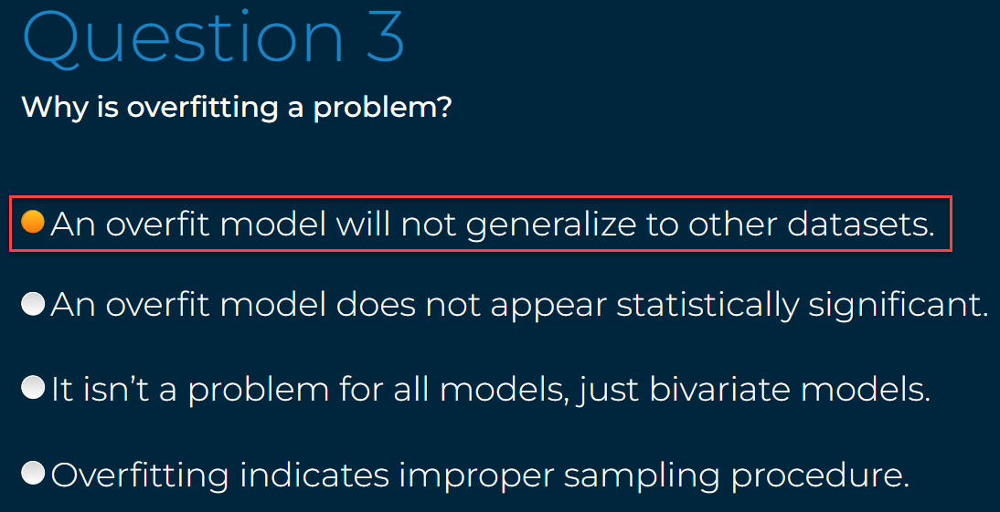 Question 3
Why is overfitting a problem?
An overfit model will not generalize to other datasets.
An overfit model does not appear statistically significant.
It isn’t a problem for all models, just bivariate models.
Overfitting indicates improper sampling procedure.